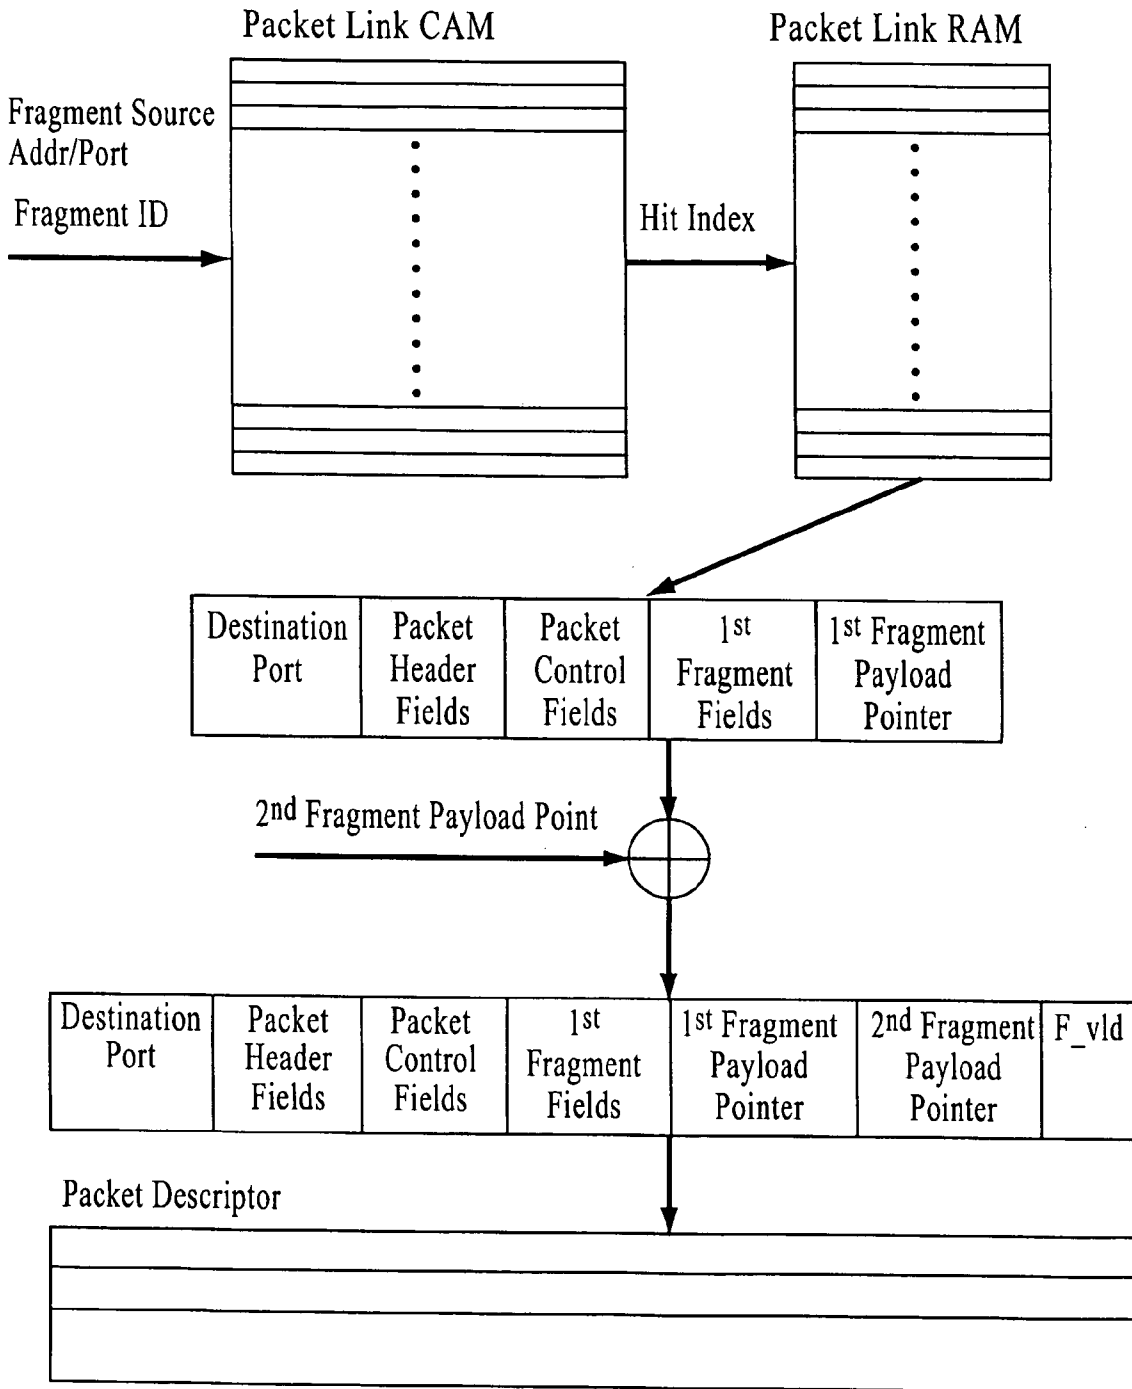 Packet Link CAM
Packet Link RAM
Fragment Source
Addr/Port
Fragment ID
Hit Index
Destination
Port
Packet
Header
Fields
Packet
Control
Fields
1st
Fragment
Fields
1st Fragment
Payload
Pointer
2nd Fragment Payload Point
Destination
Port
Packet
Header
Fields
Packet
Control
Fields
1st
Fragment
Fields
1st Fragment
Payload
Pointer
2nd Fragment
Payload
Pointer
F_vld
Packet Descriptor